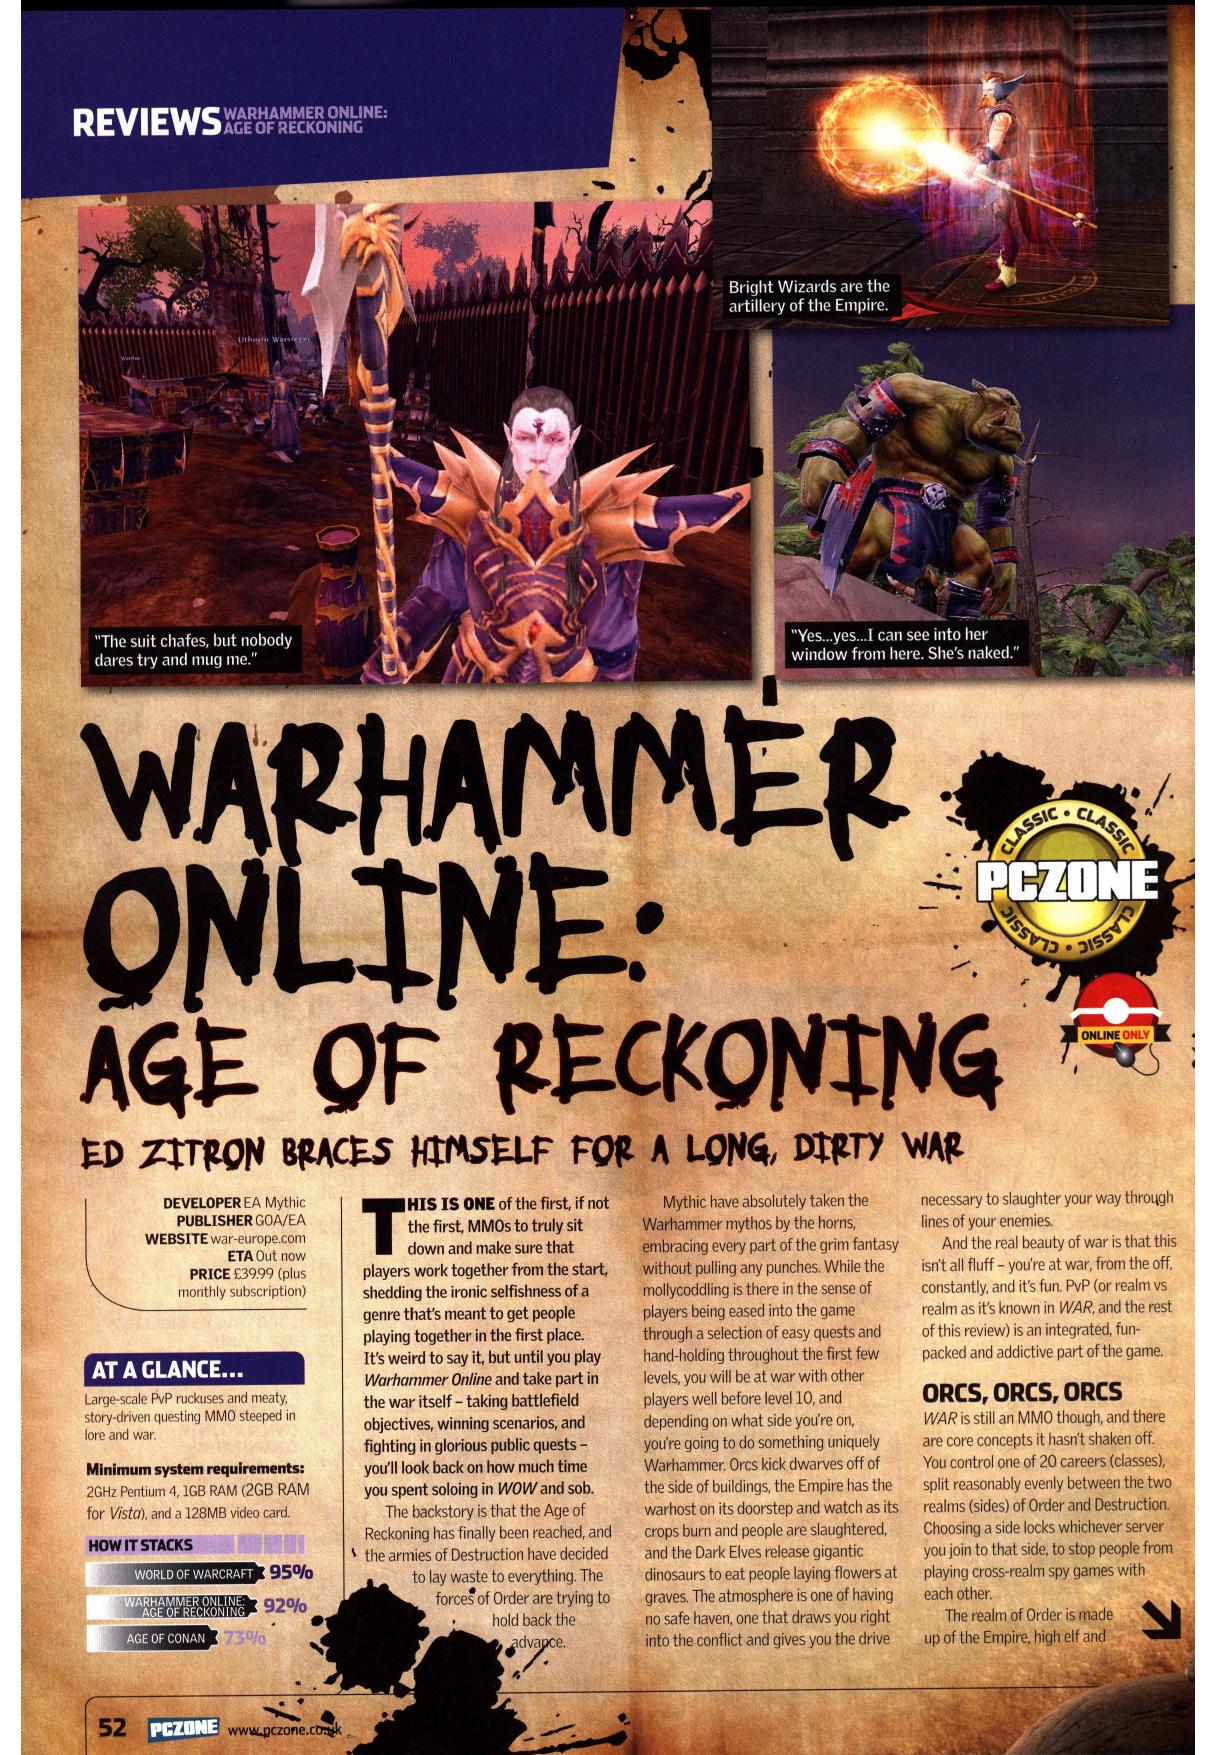 REVIEWS WARHAMMER ONLINE:
AGE OF RECKONING
Bright Wizards are the
artillery of the Empire.
Uthorin Warsieger
"The suit chafes, but nobody
dares try and mug me."
"Yes...yes...I can see into her
window from here. She's naked."
WARHAMMER
ONLINE:
AGE OF RECKONING
CLASSIC • CLASSIC
PCZONE
CLASSIC • CLASSIC
ONLINE ONLY
ED ZITRON BRACES HIMSELF FOR A LONG, DIRTY WAR
DEVELOPER EA Mythic
PUBLISHER GOA/EA
WEBSITE war-europe.com
ETA Out now
PRICE £39.99 (plus
monthly subscription)
AT A GLANCE...
Large-scale PvP ruckuses and meaty,
story-driven questing MMO steeped in
lore and war.
Minimum system requirements:
2GHz Pentium 4, 1GB RAM (2GB RAM
for Vista), and a 128MB video card.
HOW IT STACKS
WORLD OF WARCRAFT 95%
WARHAMMER ONLINE:
AGE OF RECKONING 92%
AGE OF CONAN 73%
THIS IS ONE of the first, if not
the first, MMOs to truly sit
down and make sure that
players work together from the start,
shedding the ironic selfishness of a
genre that's meant to get people
playing together in the first place.
It's weird to say it, but until you play
Warhammer Online and take part in
the war itself – taking battlefield
objectives, winning scenarios, and
fighting in glorious public quests –
you'll look back on how much time
you spent soloing in WOW and sob.
The backstory is that the Age of
Reckoning has finally been reached, and
the armies of Destruction have decided
to lay waste to everything. The
forces of Order are trying to
hold back the
advance.
Mythic have absolutely taken the
Warhammer mythos by the horns,
embracing every part of the grim fantasy
without pulling any punches. While the
mollycoddling is there in the sense of
players being eased into the game
through a selection of easy quests and
hand-holding throughout the first few
levels, you will be at war with other
players well before level 10, and
depending on what side you're on,
you're going to do something uniquely
Warhammer. Orcs kick dwarves off of
the side of buildings, the Empire has the
warhost on its doorstep and watch as its
crops burn and people are slaughtered,
and the Dark Elves release gigantic
dinosaurs to eat people laying flowers at
graves. The atmosphere is one of having
no safe haven, one that draws you right
into the conflict and gives you the drive
necessary to slaughter your way through
lines of your enemies.
And the real beauty of war is that this
isn't all fluff – you're at war, from the off,
constantly, and it's fun. PvP (or realm vs
realm as it's known in WAR, and the rest
of this review) is an integrated, fun-
packed and addictive part of the game.
ORCS, ORCS, ORCS
WAR is still an MMO though, and there
are core concepts it hasn't shaken off.
You control one of 20 careers (classes),
split reasonably evenly between the two
realms (sides) of Order and Destruction.
Choosing a side locks whichever server
you join to that side, to stop people from
playing cross-realm spy games with
each other.
The realm of Order is made
up of the Empire, high elf and
52 PCZONE www.pczone.co.uk